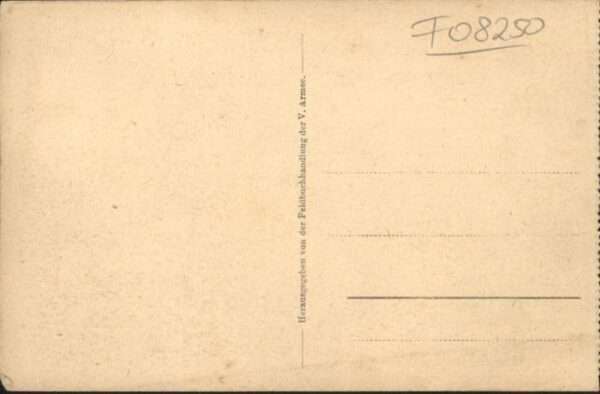 F08250
Herausgegeben von der Feldbuchhandlung der V. Armee.